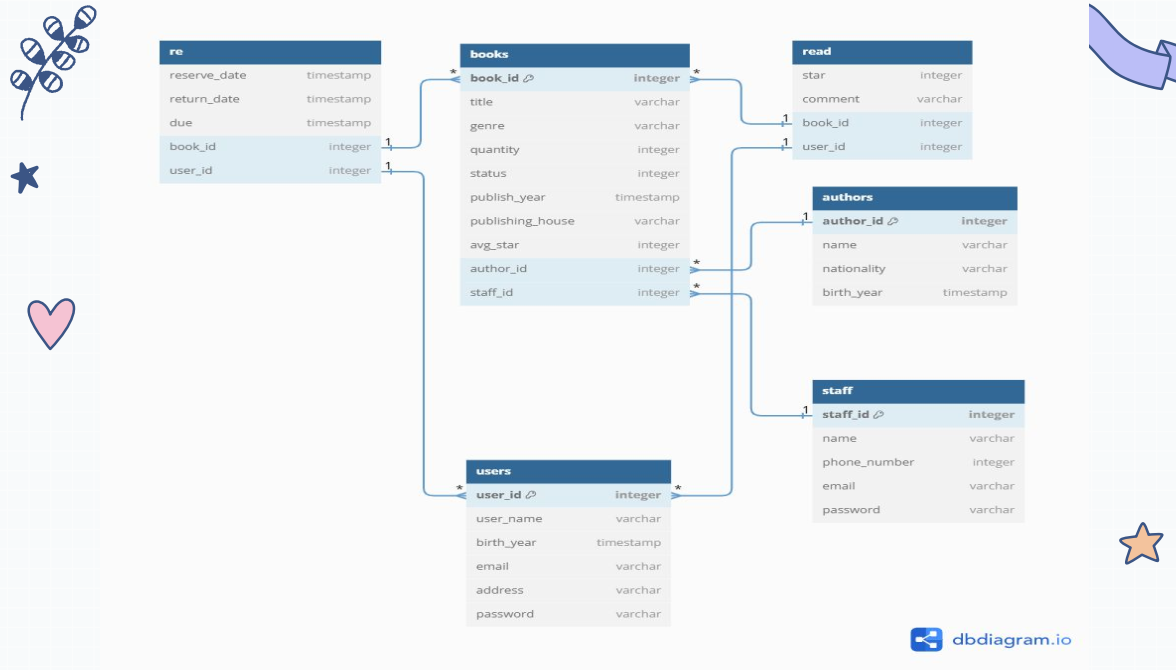 re
reserve_date timestamp
return_date timestamp
due timestamp
book_id integer
user_id integer
1
1
books
* book_id integer *
title varchar
genre varchar
quantity integer
status integer
publish_year timestamp
publishing_house varchar
avg_star integer
author_id integer *
staff_id integer *
read
star integer
comment varchar
1 book_id integer
1 user_id integer
authors
1 author_id integer
name varchar
nationality varchar
birth_year timestamp
staff
1 staff_id integer
name varchar
phone_number integer
email varchar
password varchar
users
* user_id integer *
user_name varchar
birth_year timestamp
email varchar
address varchar
password varchar
dbdiagram.io